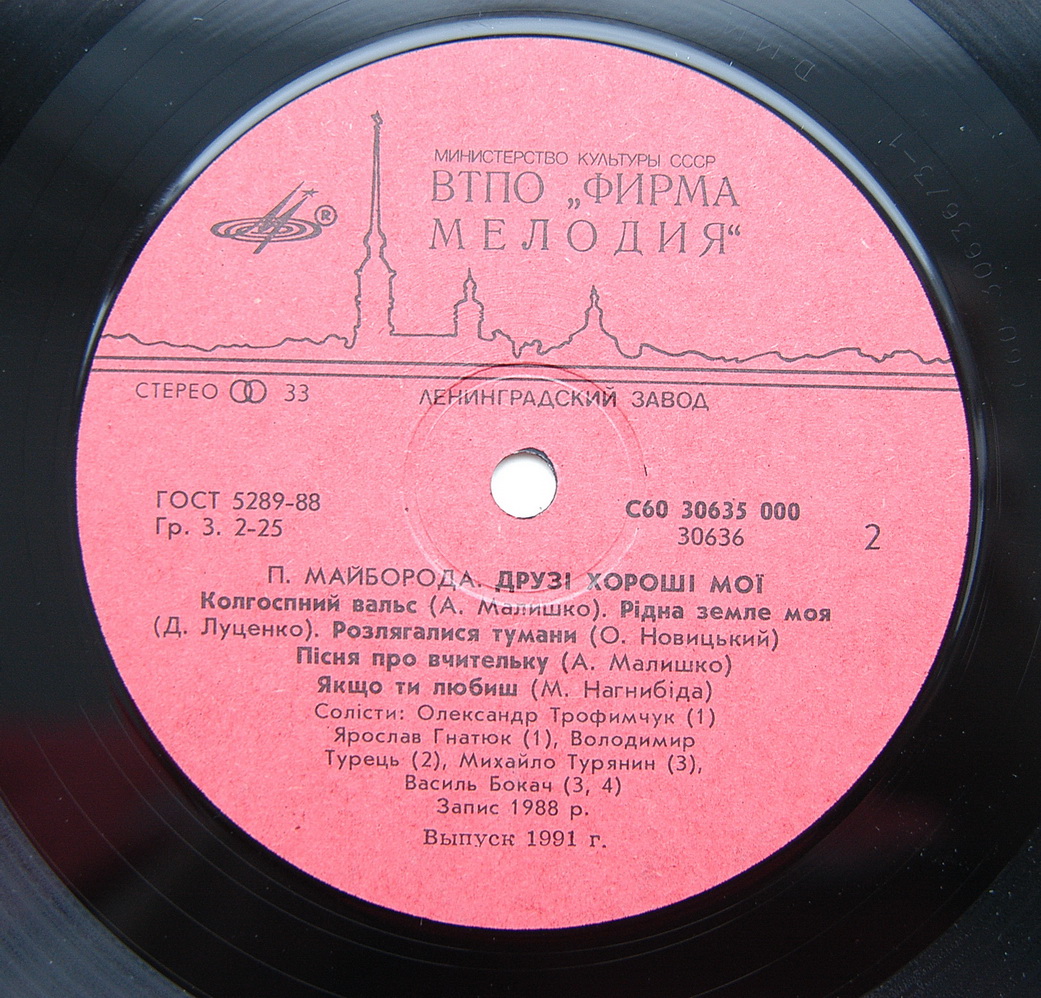 МИНИСТЕРСТВО КУЛЬТУРЫ СССР
ВТПО „ФИРМА
МЕЛОДИЯ“
®
СТЕРЕО 33
ЛЕНИНГРАДСКИЙ ЗАВОД
ГОСТ 5289-88
Гр. 3. 2-25
С60 30635 000
30636
2
П. МАЙБОРОДА. ДРУЗІ ХОРОШІ МОЇ
Колгоспний вальс (А. Малишко). Рідна земле моя
(Д. Луценко). Розлягалися тумани (О. Новицький)
Пісня про вчительку (А. Малишко)
Якщо ти любиш (М. Нагнибіда)
Солісти: Олександр Трофимчук (1)
Ярослав Гнатюк (1), Володимир
Турець (2), Михайло Турянин (3),
Василь Бокач (3, 4)
Запис 1988 р.
Выпуск 1991 г.